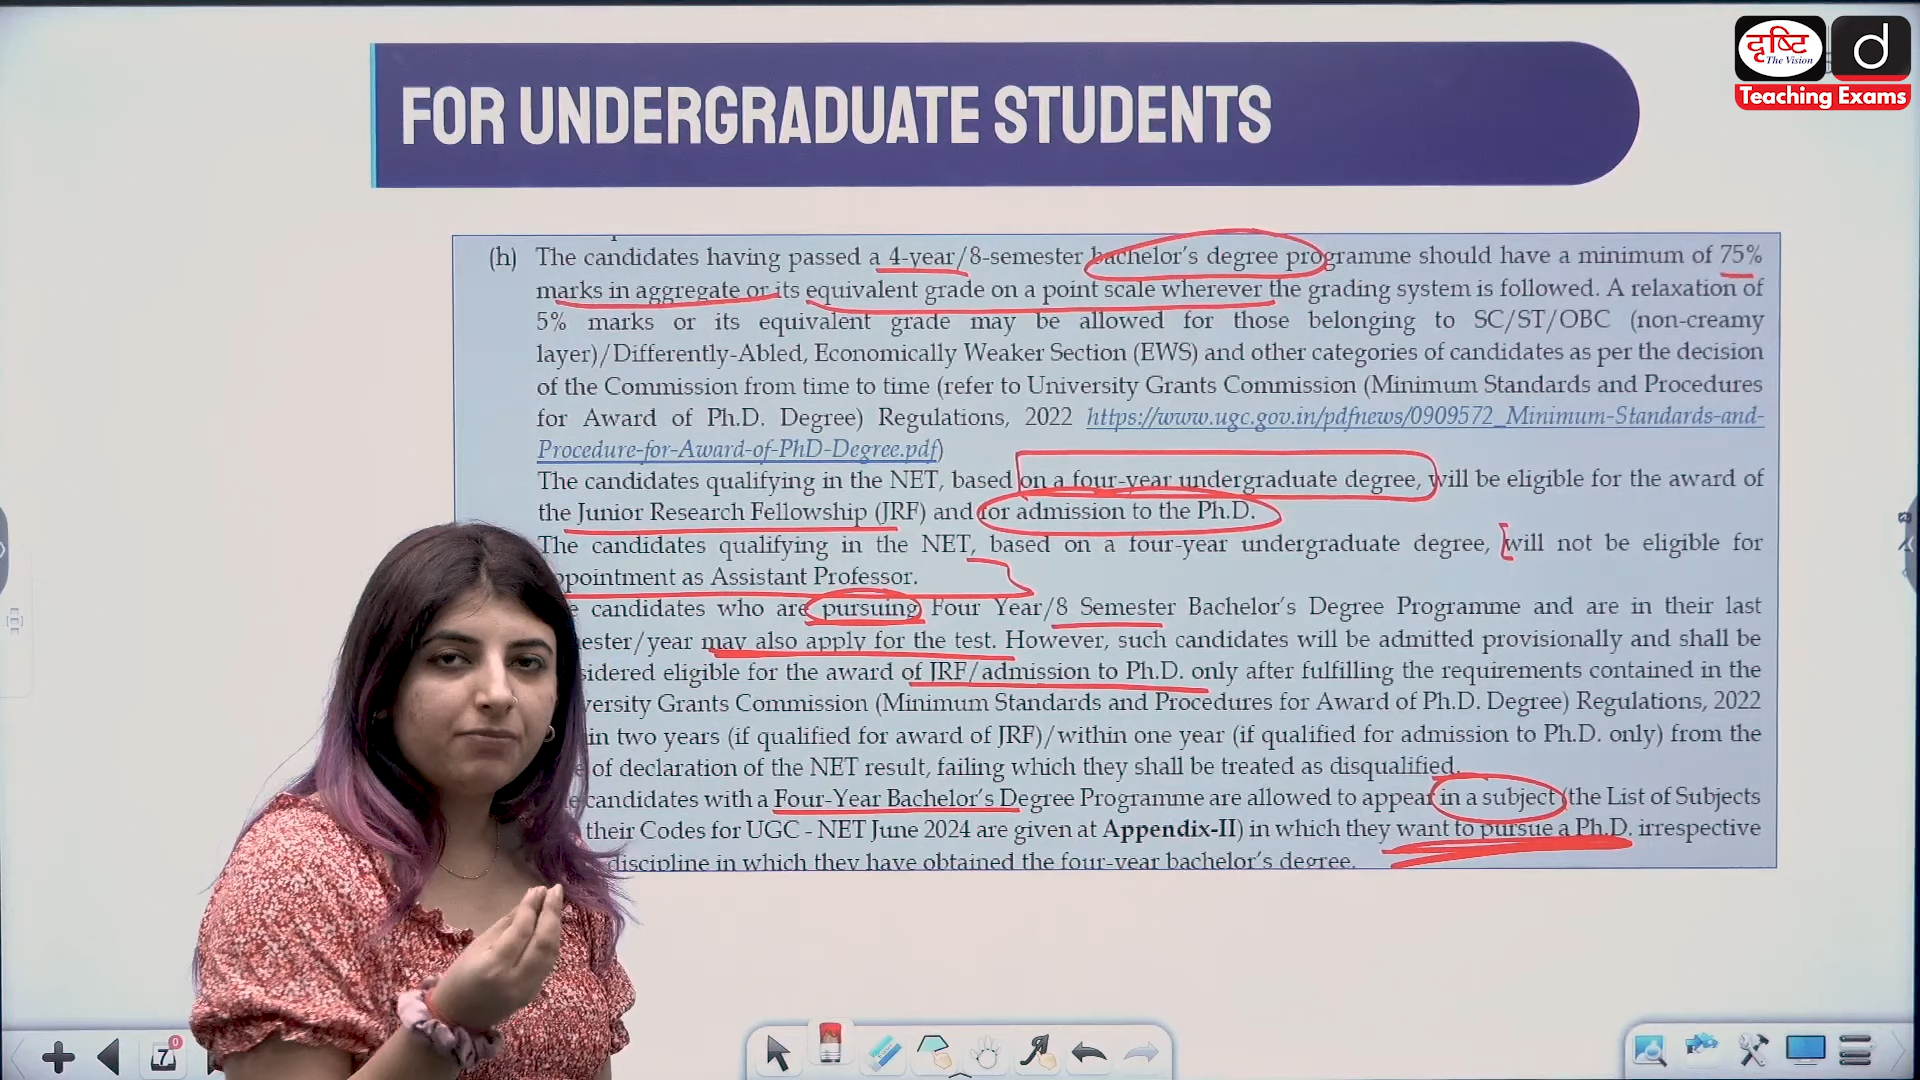 दृष्टि
The Vision
d
Teaching Exams
FOR UNDERGRADUATE STUDENTS
(h) The candidates having passed a 4-year/8-semester bachelor's degree programme should have a minimum of 75%
marks in aggregate or its equivalent grade on a point scale wherever the grading system is followed. A relaxation of
5% marks or its equivalent grade may be allowed for those belonging to SC/ST/OBC (non-creamy
layer)/Differently-Abled, Economically Weaker Section (EWS) and other categories of candidates as per the decision
of the Commission from time to time (refer to University Grants Commission (Minimum Standards and Procedures
for Award of Ph.D. Degree) Regulations, 2022 https://www.ugc.gov.in/pdfnews/0909572_Minimum-Standards-and-
Procedure-for-Award-of-PhD-Degree.pdf)
The candidates qualifying in the NET, based on a four-year undergraduate degree, will be eligible for the award of
the Junior Research Fellowship (JRF) and for admission to the Ph.D.
The candidates qualifying in the NET, based on a four-year undergraduate degree, will not be eligible for
ppointment as Assistant Professor.
e candidates who are pursuing Four Year/8 Semester Bachelor's Degree Programme and are in their last
ester/year may also apply for the test. However, such candidates will be admitted provisionally and shall be
sidered eligible for the award of JRF/admission to Ph.D. only after fulfilling the requirements contained in the
versity Grants Commission (Minimum Standards and Procedures for Award of Ph.D. Degree) Regulations, 2022
in two years (if qualified for award of JRF)/within one year (if qualified for admission to Ph.D. only) from the
e of declaration of the NET result, failing which they shall be treated as disqualified.
e candidates with a Four-Year Bachelor's Degree Programme are allowed to appear in a subject (the List of Subjects
their Codes for UGC - NET June 2024 are given at Appendix-II) in which they want to pursue a Ph.D. irrespective
discipline in which they have obtained the four-year bachelor's degree.
7
0